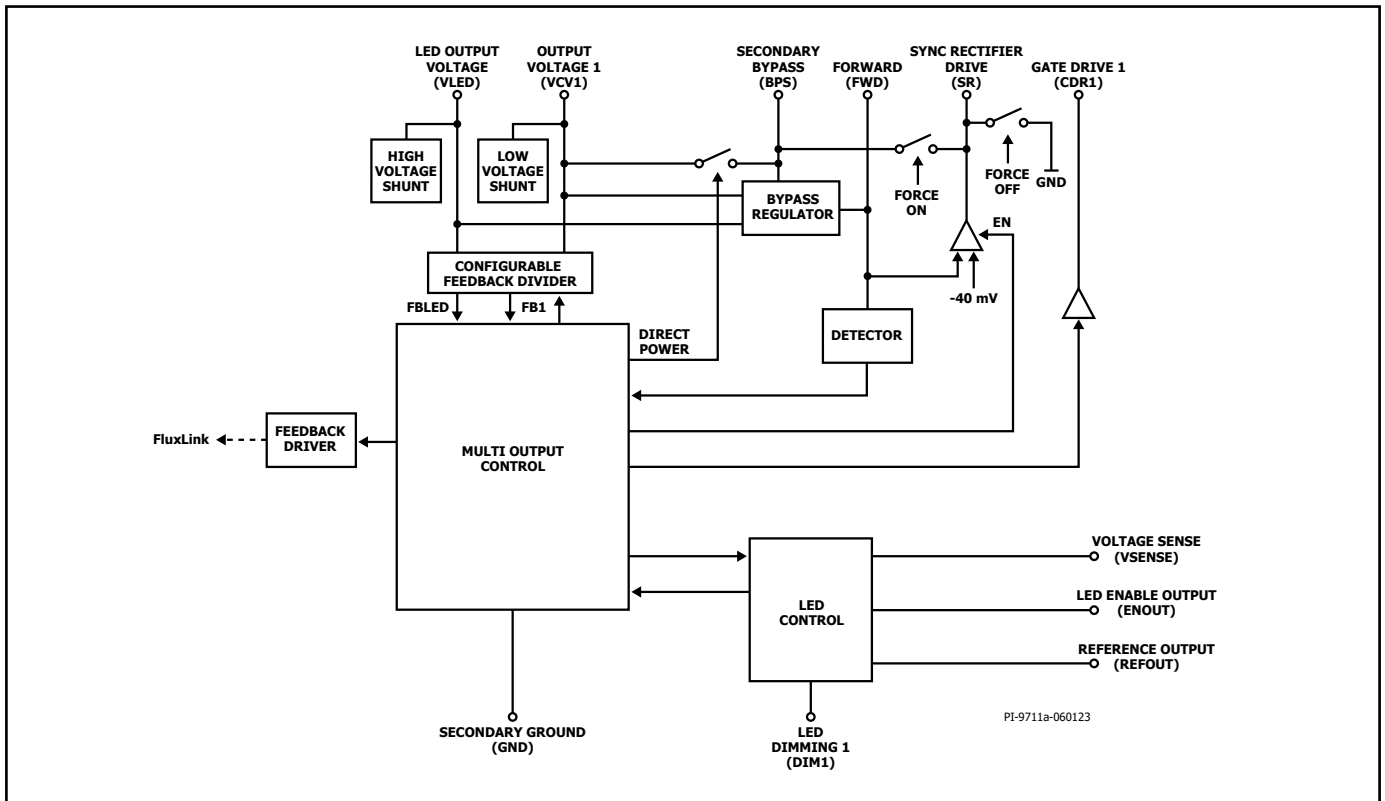 LED OUTPUT
VOLTAGE
(VLED)
OUTPUT
VOLTAGE 1
(VCV1)
SECONDARY
BYPASS
(BPS)
FORWARD
(FWD)
SYNC RECTIFIER
DRIVE
(SR)
GATE DRIVE 1
(CDR1)
HIGH
VOLTAGE
SHUNT
LOW
VOLTAGE
SHUNT
FORCE
ON
FORCE
OFF
GND
BYPASS
REGULATOR
EN
CONFIGURABLE
FEEDBACK DIVIDER
-40 mV
FBLED
FB1
DIRECT
POWER
DETECTOR
FluxLink
FEEDBACK
DRIVER
MULTI OUTPUT
CONTROL
VOLTAGE SENSE
(VSENSE)
LED ENABLE OUTPUT
(ENOUT)
LED
CONTROL
REFERENCE OUTPUT
(REFOUT)
SECONDARY GROUND
(GND)
LED
DIMMING 1
(DIM1)
PI-9711a-060123